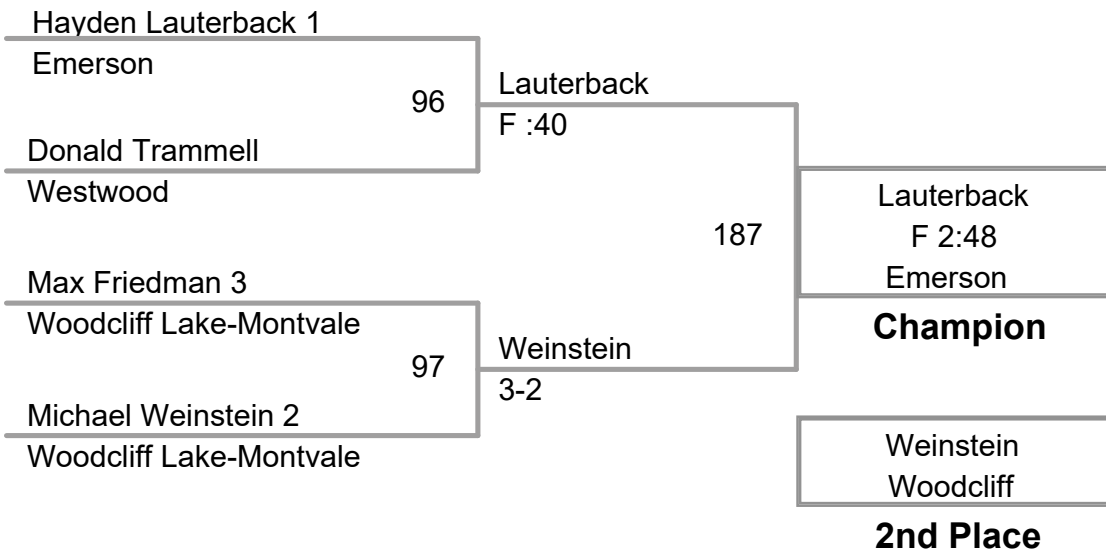 Hayden Lauterback 1
Emerson
96
Donald Trammell
Westwood
Lauterback
F :40
Max Friedman 3
Woodcliff Lake-Montvale
97
Michael Weinstein 2
Woodcliff Lake-Montvale
Weinstein
3-2
187
Lauterback
F 2:48
Emerson
Champion
Weinstein
Woodcliff
2nd Place